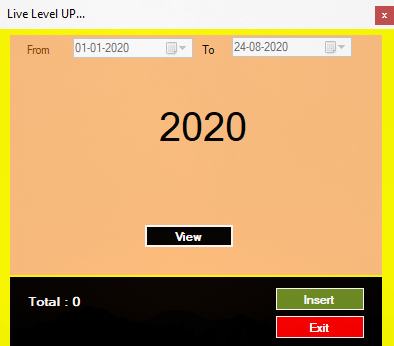 Live Level UP...
x
From 01-01-2020 To 24-08-2020
2020
View
Total : 0
Insert
Exit